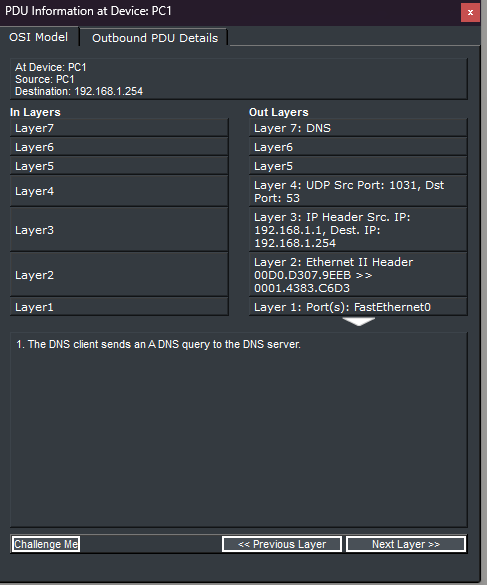 PDU Information at Device: PC1
x
OSI Model
Outbound PDU Details
At Device: PC1
Source: PC1
Destination: 192.168.1.254
In Layers
Out Layers
Layer7
Layer 7: DNS
Layer6
Layer6
Layer5
Layer5
Layer4
Layer 4: UDP Src Port: 1031, Dst
Port: 53
Layer3
Layer 3: IP Header Src. IP:
192.168.1.1, Dest. IP:
192.168.1.254
Layer2
Layer 2: Ethernet II Header
00D0.D307.9EEB >>
0001.4383.C6D3
Layer1
Layer 1: Port(s): FastEthernet0
1. The DNS client sends an A DNS query to the DNS server.
Challenge Me
<< Previous Layer
Next Layer >>